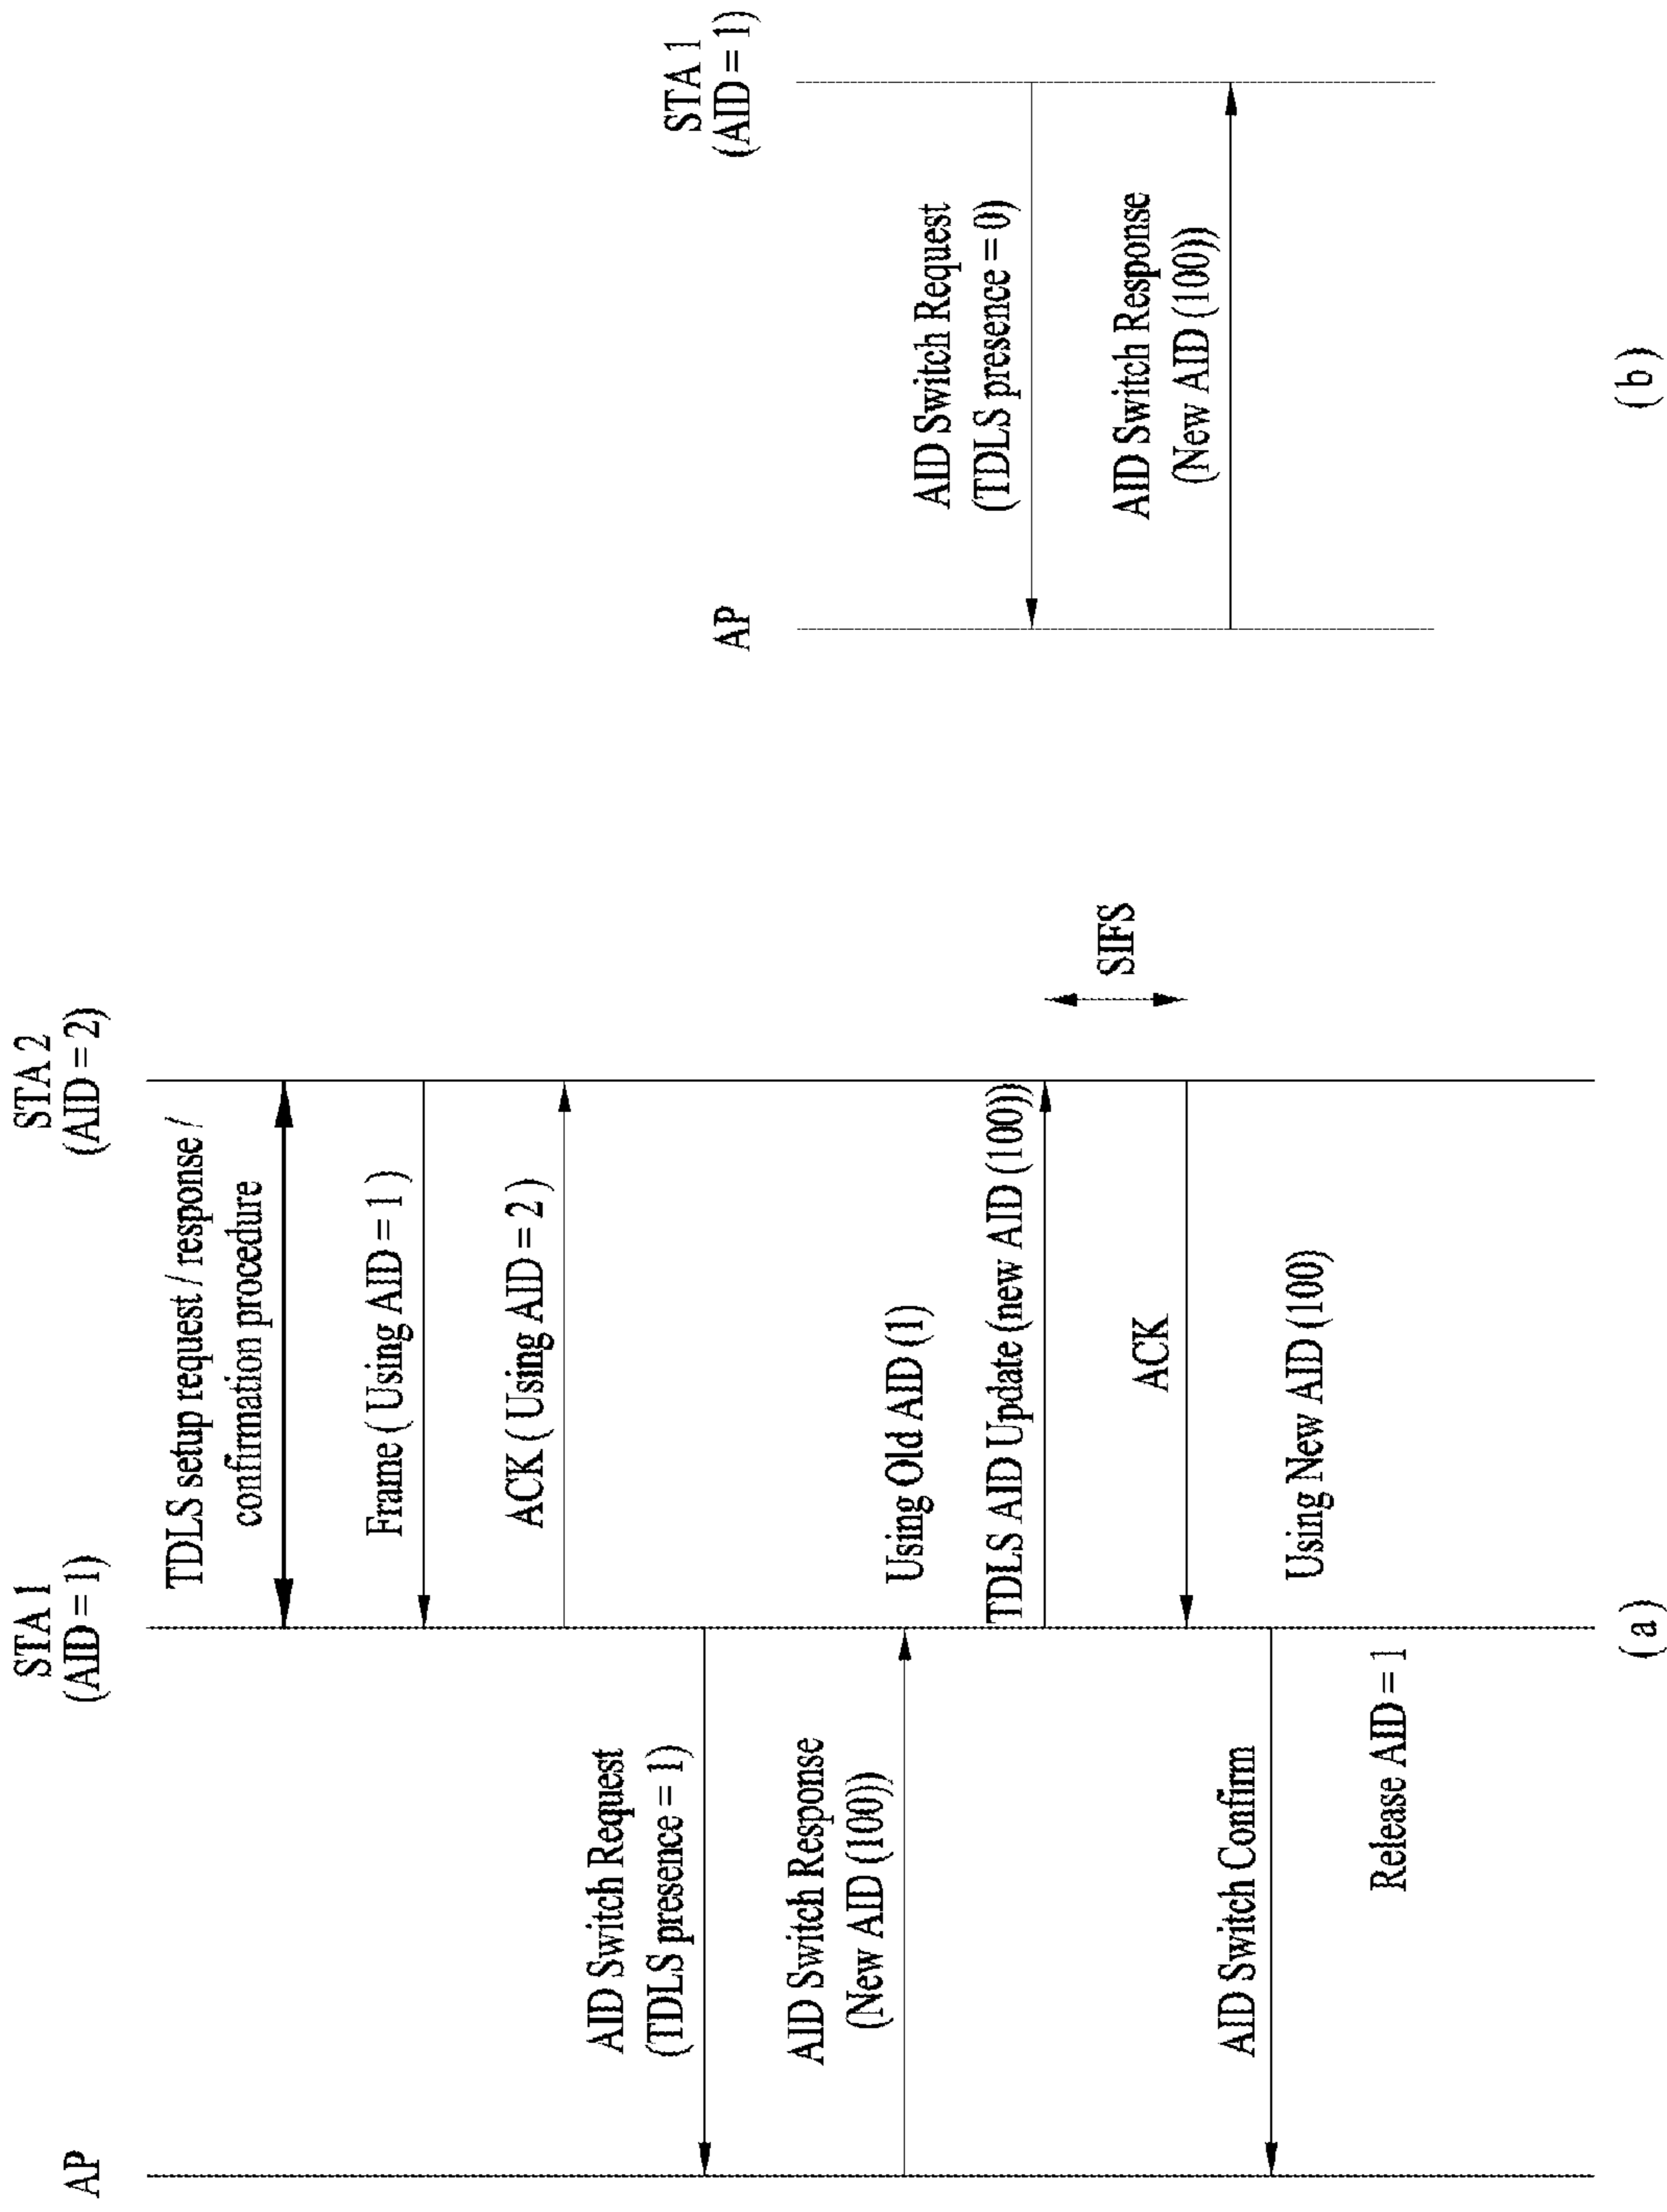 AP
STA 1
(AID = 1)
STA 2
(AID = 2)
TDLS setup request / response /
confirmation procedure
Frame ( Using AID = 1 )
ACK ( Using AID = 2 )
AID Switch Request
(TDLS presence = 1)
AID Switch Response
(New AID (100))
Using Old AID (1)
TDLS AID Update (new AID (100))
SIFS
ACK
AID Switch Confirm
Using New AID (100)
Release AID = 1
( a )
AP
STA 1
(AID = 1)
AID Switch Request
(TDLS presence = 0)
AID Switch Response
(New AID (100))
( b )